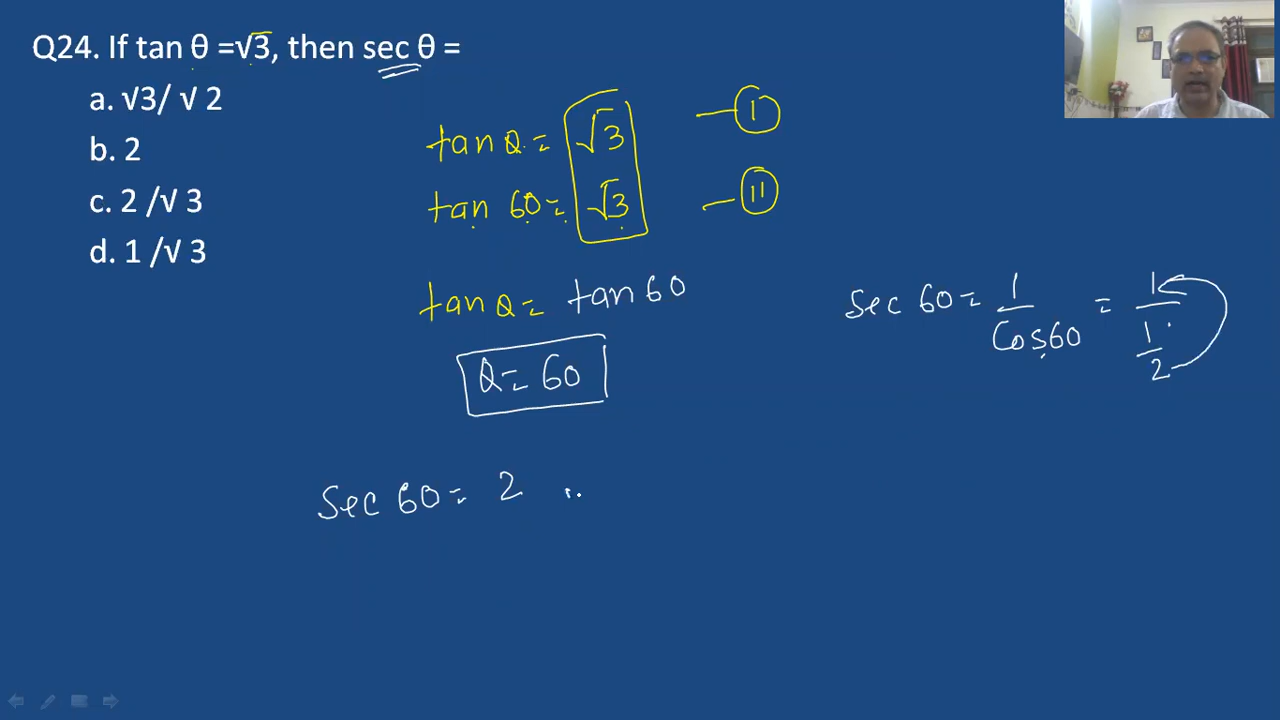 Q24. If tan θ =√3, then sec θ =
a. √3/ √ 2
b. 2
c. 2 /√ 3
d. 1 /√ 3
tan θ = √3 — I
tan 60 = √3 — II
tan θ = tan 60
θ = 60
Sec 60 = 1/Cos60 = 1/1/2
Sec 60 = 2